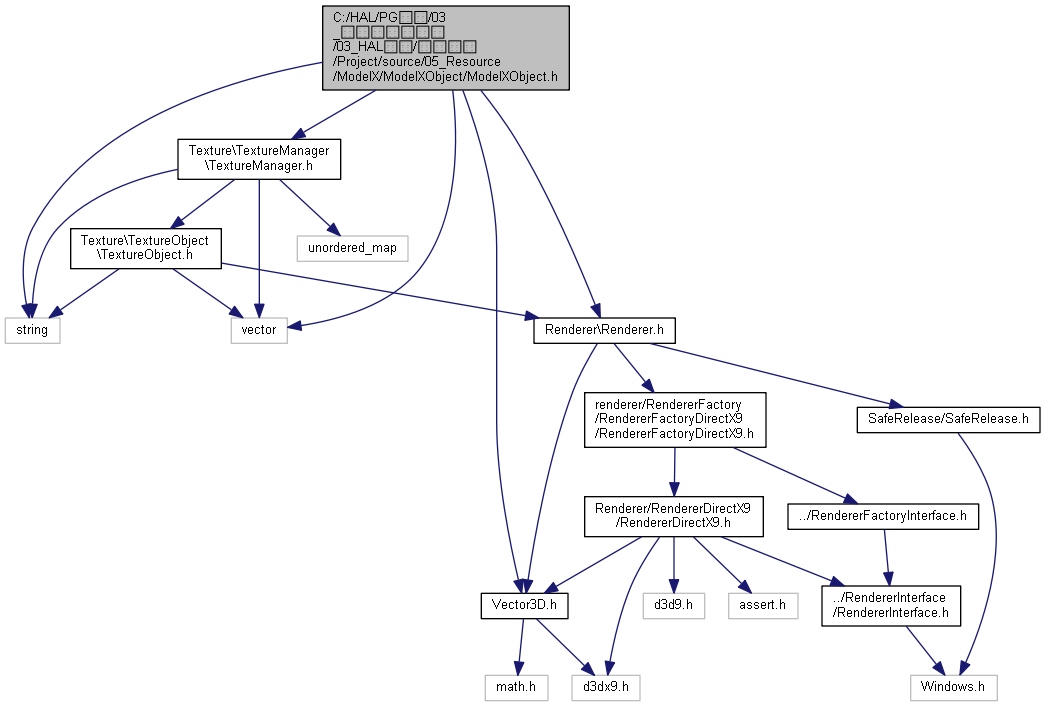 C:/HAL/PG/03
_
/03_HAL/
/Project/source/05_Resource
/ModelX/ModelXObject/ModelXObject.h
Texture\TextureManager
\TextureManager.h
Texture\TextureObject
\TextureObject.h
unordered_map
string
vector
Renderer\Renderer.h
renderer/RendererFactory
/RendererFactoryDirectX9
/RendererFactoryDirectX9.h
SafeRelease/SafeRelease.h
Renderer/RendererDirectX9
/RendererDirectX9.h
../RendererFactoryInterface.h
Vector3D.h
d3d9.h
assert.h
../RendererInterface
/RendererInterface.h
math.h
d3dx9.h
Windows.h